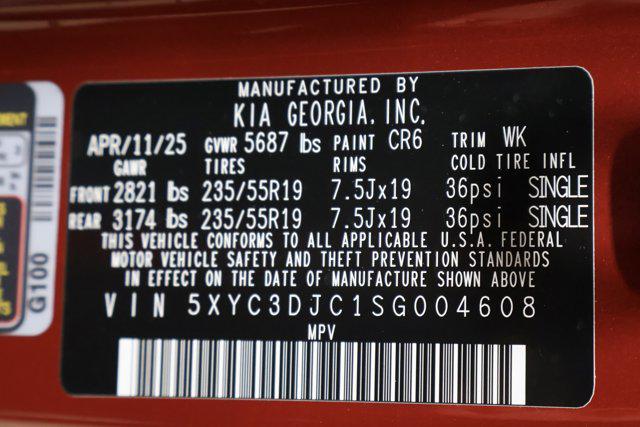 MANUFACTURED BY
KIA GEORGIA, INC.
APR/11/25 GVWR 5687 lbs PAINT CR6 TRIM WK
GAWR TIRES RIMS COLD TIRE INFL
FRONT 2821 lbs 235/55R19 7.5Jx19 36psi SINGLE
REAR 3174 lbs 235/55R19 7.5Jx19 36psi SINGLE
THIS VEHICLE CONFORMS TO ALL APPLICABLE U.S.A. FEDERAL
MOTOR VEHICLE SAFETY AND THEFT PREVENTION STANDARDS
IN EFFECT ON THE DATE OF MANUFACTURE SHOWN ABOVE
VIN 5XYC3DJC1SG004608
MPV
G100